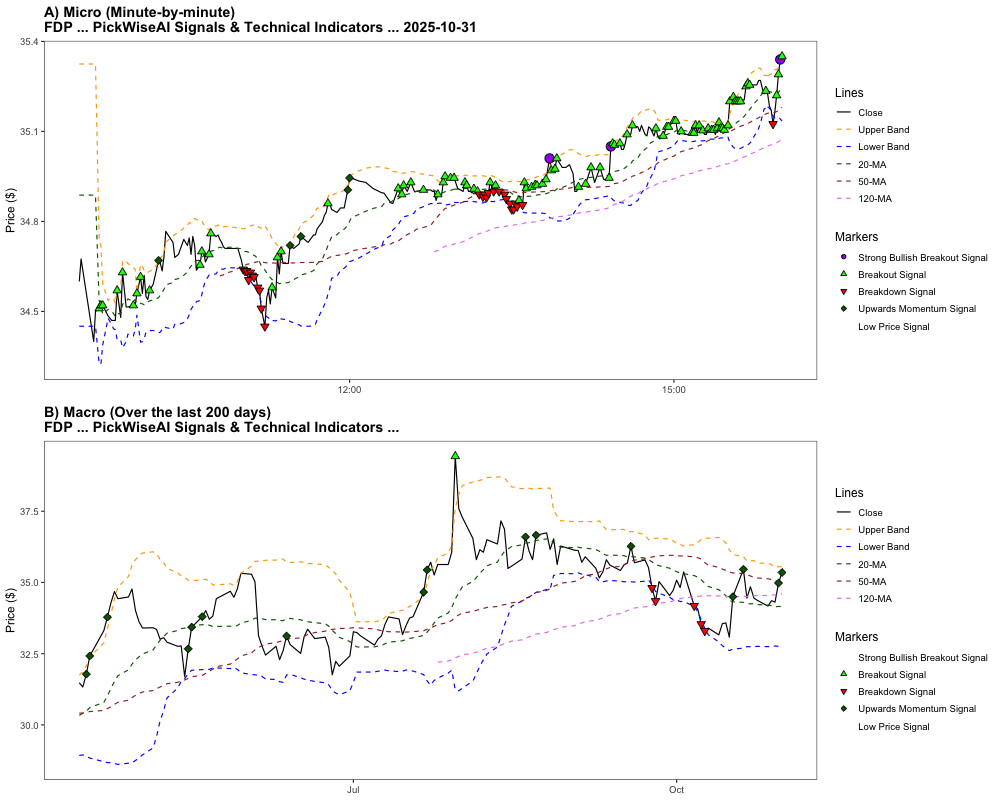 A) Micro (Minute-by-minute)
FDP ... PickWiseAI Signals & Technical Indicators ... 2025-10-31
35.4
35.1
34.8
34.5
Price ($)
12:00
15:00
Lines
Close
Upper Band
Lower Band
20-MA
50-MA
120-MA
Markers
Strong Bullish Breakout Signal
Breakout Signal
Breakdown Signal
Upwards Momentum Signal
Low Price Signal
B) Macro (Over the last 200 days)
FDP ... PickWiseAI Signals & Technical Indicators ...
37.5
35.0
32.5
30.0
Price ($)
Jul
Oct
Lines
Close
Upper Band
Lower Band
20-MA
50-MA
120-MA
Markers
Strong Bullish Breakout Signal
Breakout Signal
Breakdown Signal
Upwards Momentum Signal
Low Price Signal